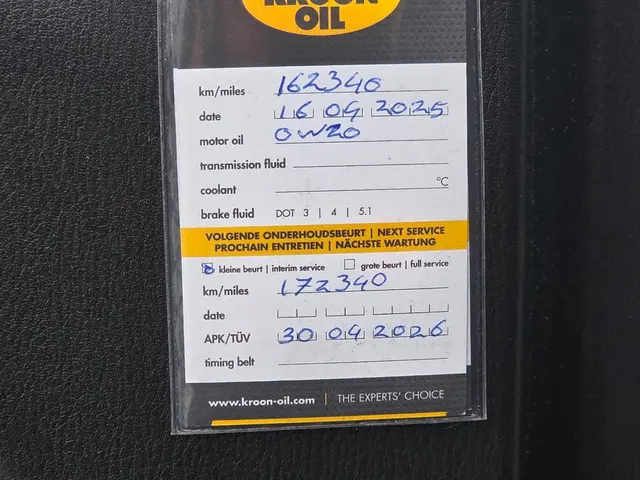 KROON
OIL
km/miles 162340
date 16 04 2025
motor oil 0W20
transmission fluid
coolant °C
brake fluid DOT 3 | 4 | 5.1
VOLGENDE ONDERHOUDSBEURT | NEXT SERVICE
PROCHAIN ENTRETIEN | NÄCHSTE WARTUNG
kleine beurt | interim service grote beurt | full service
km/miles 172340
date
APK/TÜV 30 04 2026
timing belt
www.kroon-oil.com | THE EXPERTS' CHOICE